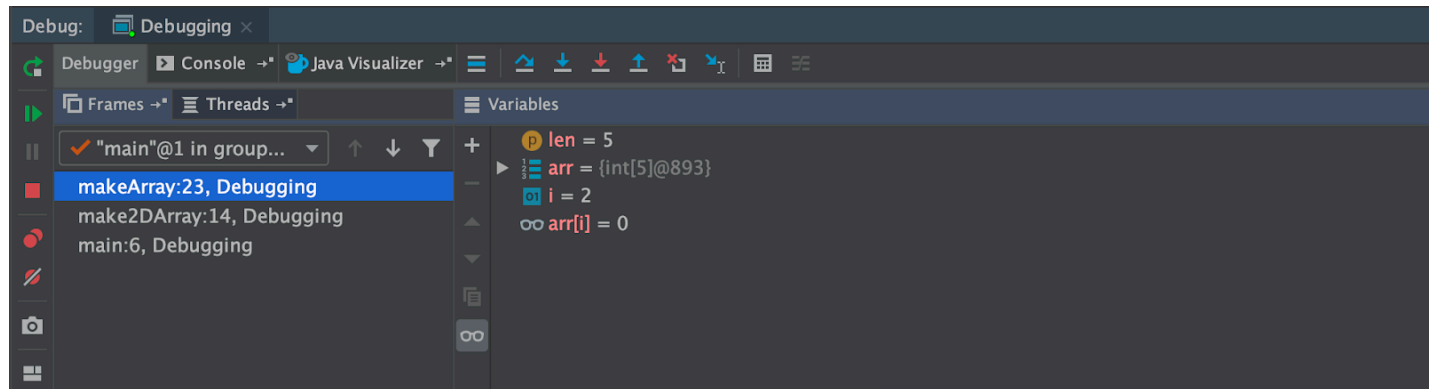 Debug: Debugging
Debugger Console Java Visualizer
Frames Threads Variables
"main"@1 in group...
makeArray:23, Debugging
make2DArray:14, Debugging
main:6, Debugging
len = 5
arr = {int[5]@893}
i = 2
arr[i] = 0